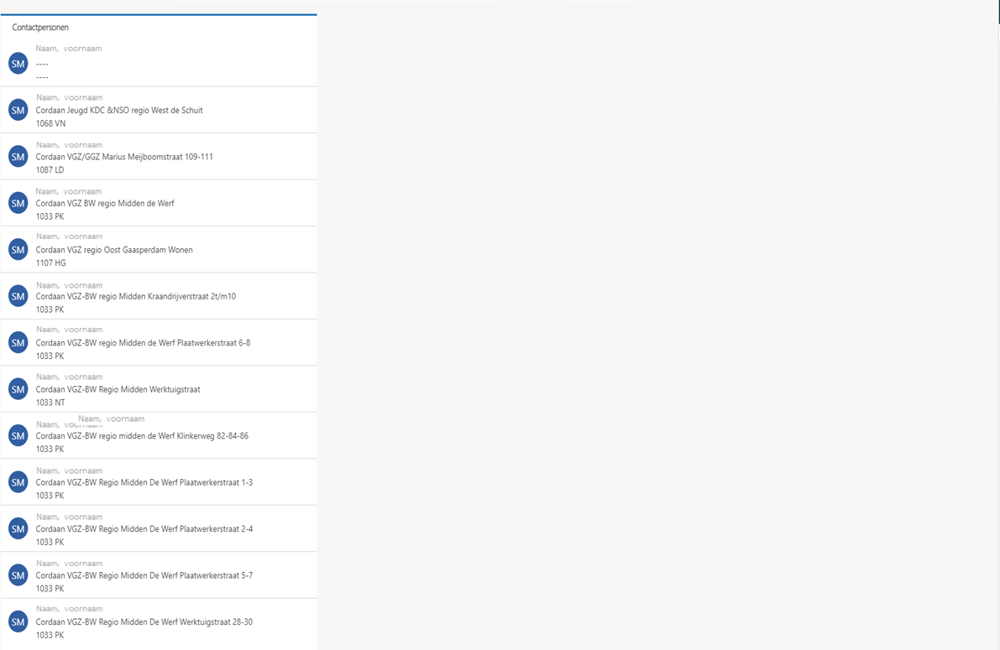 Contactpersonen
Naam, voornaam
SM
----
----
Naam, voornaam
SM
Cordaan Jeugd KDC &NSO regio West de Schuit
1068 VN
Naam, voornaam
SM
Cordaan VGZ/GGZ Marius Meijboomstraat 109-111
1087 LD
Naam, voornaam
SM
Cordaan VGZ BW regio Midden de Werf
1033 PK
Naam, voornaam
SM
Cordaan VGZ regio Oost Gaasperdam Wonen
1107 HG
Naam, voornaam
SM
Cordaan VGZ-BW regio Midden Kraandrijverstraat 2t/m10
1033 PK
Naam, voornaam
SM
Cordaan VGZ-BW regio Midden de Werf Plaatwerkerstraat 6-8
1033 PK
Naam, voornaam
SM
Cordaan VGZ-BW Regio Midden Werktuigstraat
1033 NT
Naam, voornaam
Naam, voornaam
SM
Cordaan VGZ-BW regio midden de Werf Klinkerweg 82-84-86
1033 PK
Naam, voornaam
SM
Cordaan VGZ-BW Regio Midden De Werf Plaatwerkerstraat 1-3
1033 PK
Naam, voornaam
SM
Cordaan VGZ-BW Regio Midden De Werf Plaatwerkerstraat 2-4
1033 PK
Naam, voornaam
SM
Cordaan VGZ-BW Regio Midden De Werf Plaatwerkerstraat 5-7
1033 PK
Naam, voornaam
SM
Cordaan VGZ-BW Regio Midden De Werf Werktuigstraat 28-30
1033 PK